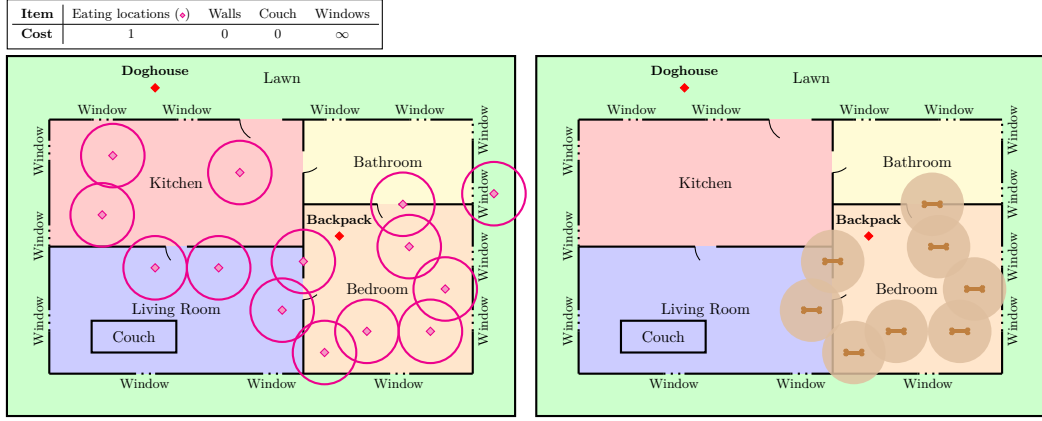 Item Eating locations ( ) Walls Couch Windows
Cost 1 0 0 ∞
Doghouse
Lawn
Window Window Window Window
Window
Window
Kitchen
Bathroom
Window
Window
Backpack
Window
Living Room
Bedroom
Window
Window
Couch
Window Window Window
Doghouse
Lawn
Window Window Window Window
Window
Window
Kitchen
Bathroom
Window
Window
Backpack
Window
Living Room
Bedroom
Window
Window
Couch
Window Window Window